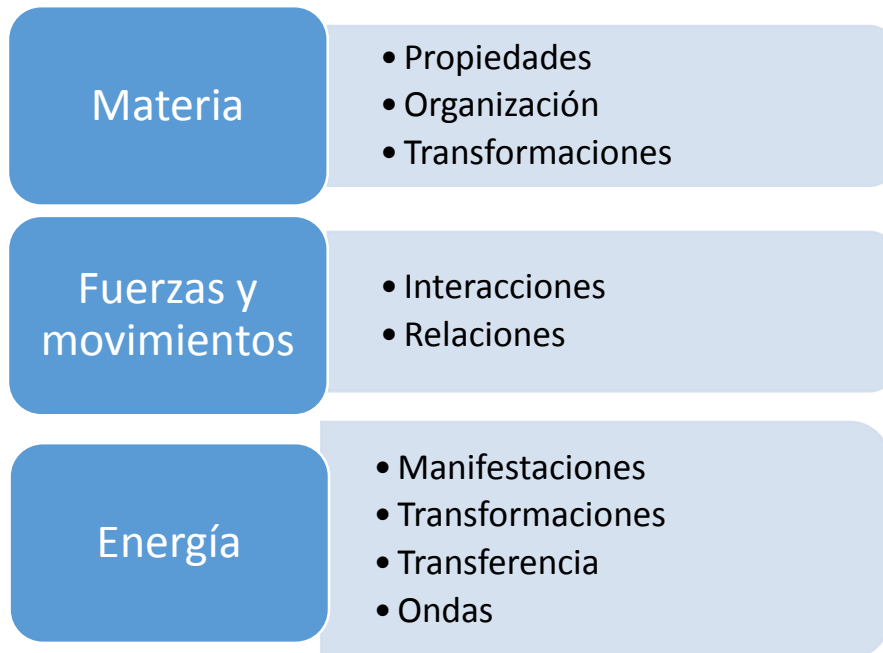 Materia
• Propiedades
• Organización
• Transformaciones
Fuerzas y
movimientos
• Interacciones
• Relaciones
Energía
• Manifestaciones
• Transformaciones
• Transferencia
• Ondas